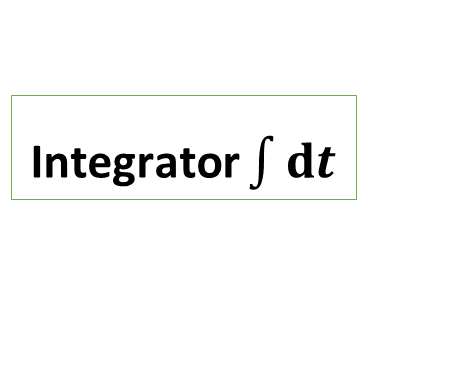 Integrator ∫ dt